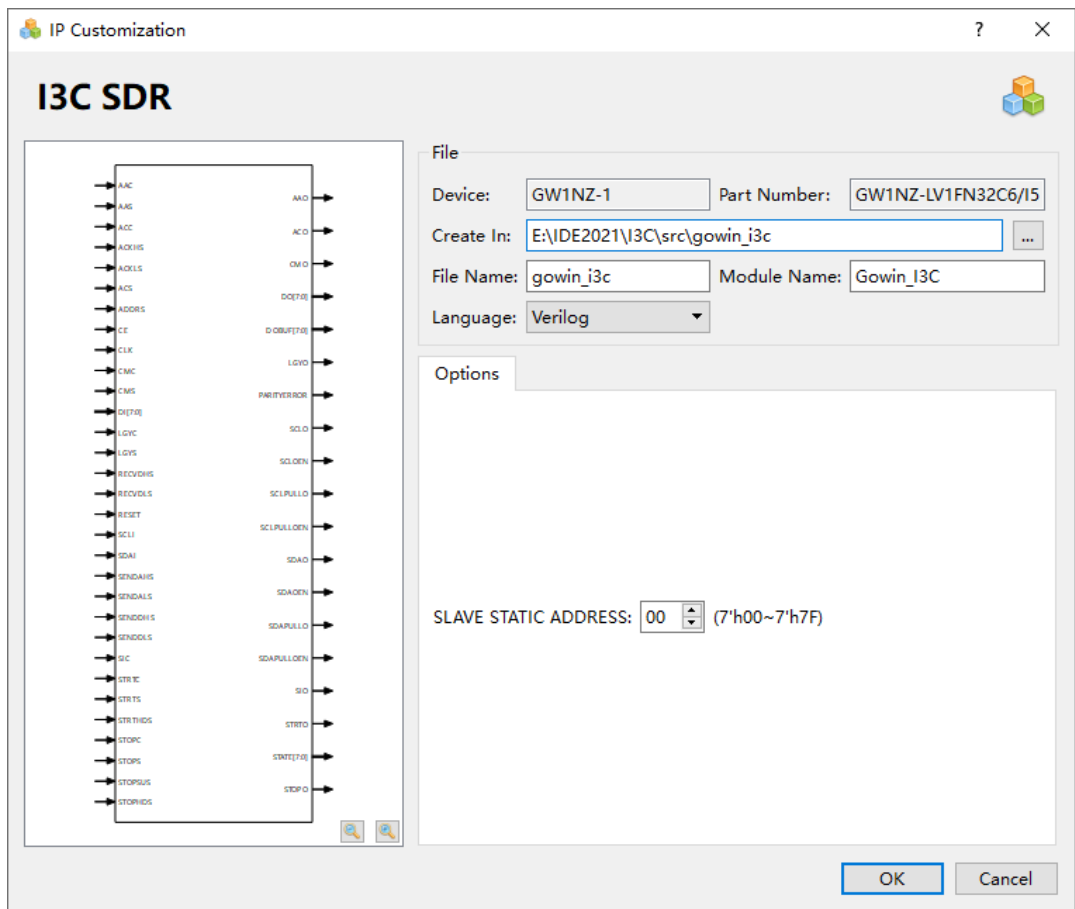 IP Customization
?
I3C SDR
AAC
AAS
ACC
ACKHS
ACKLS
ACS
ADDRS
CE
CLK
CMC
CMS
DI[7:0]
LGYC
LGYS
RECVDHS
RECVDLS
RESET
SCLI
SDAI
SENDAHS
SENDALS
SENDDHS
SENDDLS
SIC
STRTC
STRTS
STRTHDS
STOPC
STOPS
STOPSUS
STOPHDS
AAO
ACO
CMO
DO[7:0]
DOBUF[7:0]
LGYO
PARITYERROR
SCLO
SCLOEN
SCLPULLO
SCLPULLOEN
SDAO
SDAOEN
SDAPULLO
SDAPULLOEN
SIO
STRTO
STATE[7:0]
STOPO
File
Device: GW1NZ-1 Part Number: GW1NZ-LV1FN32C6/I5
Create In: E:\IDE2021\I3C\src\gowin_i3c ...
File Name: gowin_i3c Module Name: Gowin_I3C
Language: Verilog
Options
SLAVE STATIC ADDRESS: 00 (7'h00~7'h7F)
OK Cancel